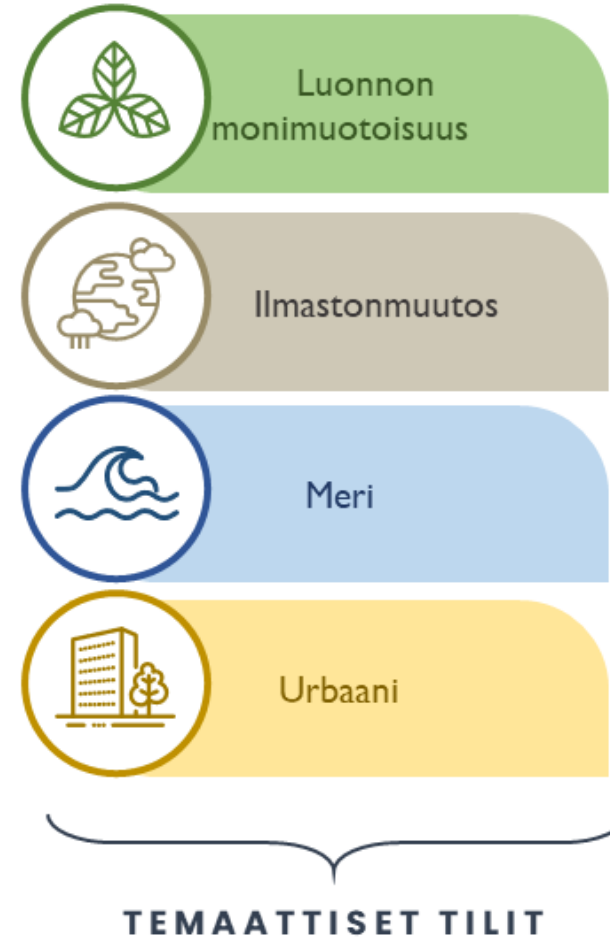 Luonnon
monimuotoisuus
Ilmastonmuutos
Meri
Urbaani
TEMAATTISET TILIT